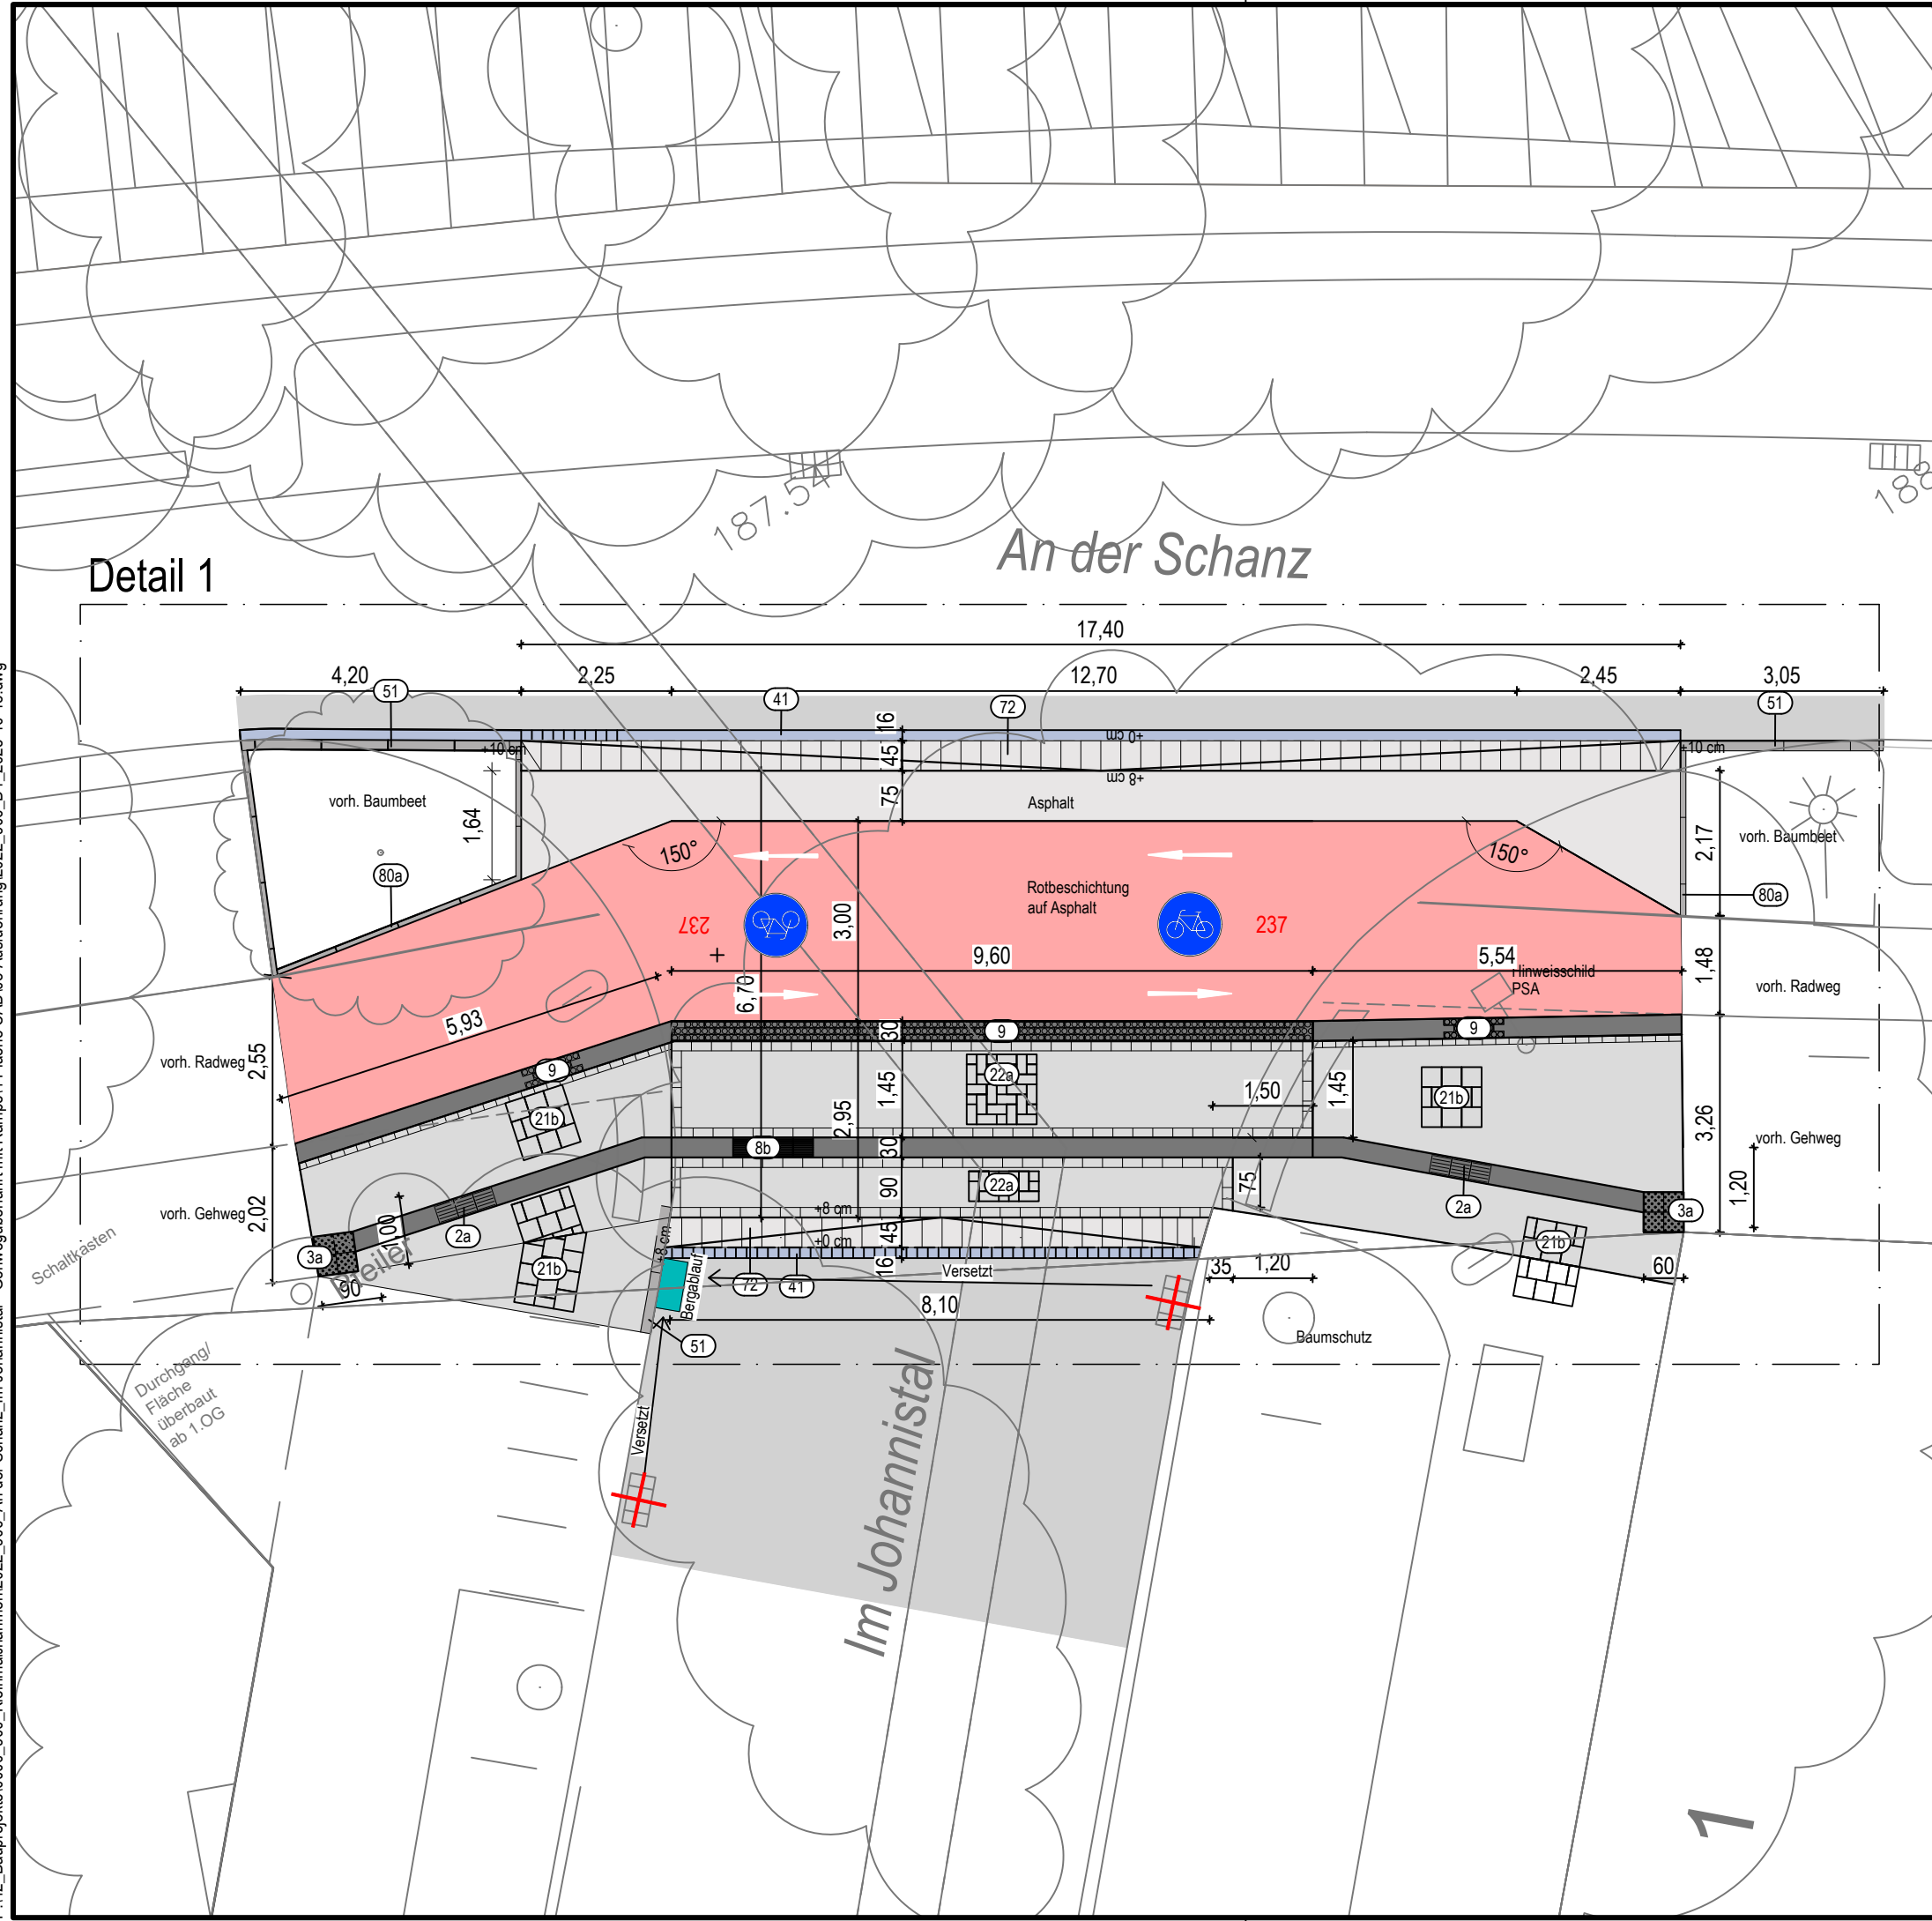 187.54
An der Schanz
Detail 1
17,40
4,20
2,25
12,70
2,45
3,05
51
41
72
51
16
+0 cm
+10 cm
45
+10 cm
+8 cm
75
vorh. Baumbeet
1,64
Asphalt
2,17
vorh. Baumbeet
150°
150°
80a
Rotbeschichtung
auf Asphalt
80a
237
3,00
237
9,60
5,54
1,48
Hinweisschild
PSA
vorh. Radweg
6,70
5,93
9
30
9
vorh. Radweg
2,55
9
22a
1,45
1,50
1,45
21b
21b
2,95
3,26
vorh. Gehweg
8b
30
22a
90
75
2a
1,20
vorh. Gehweg
2,02
+8 cm
3a
1,00
2a
+0 cm
45
+8 cm
21b
3a
Schaltkasten
Pfeiler
21b
Bergablauf
16
72
41
Versetzt
35
1,20
60
90
8,10
51
Baumschutz
Durchgang/
Fläche
überbaut
ab 1.OG
Versetzt
Im Johannistal
1